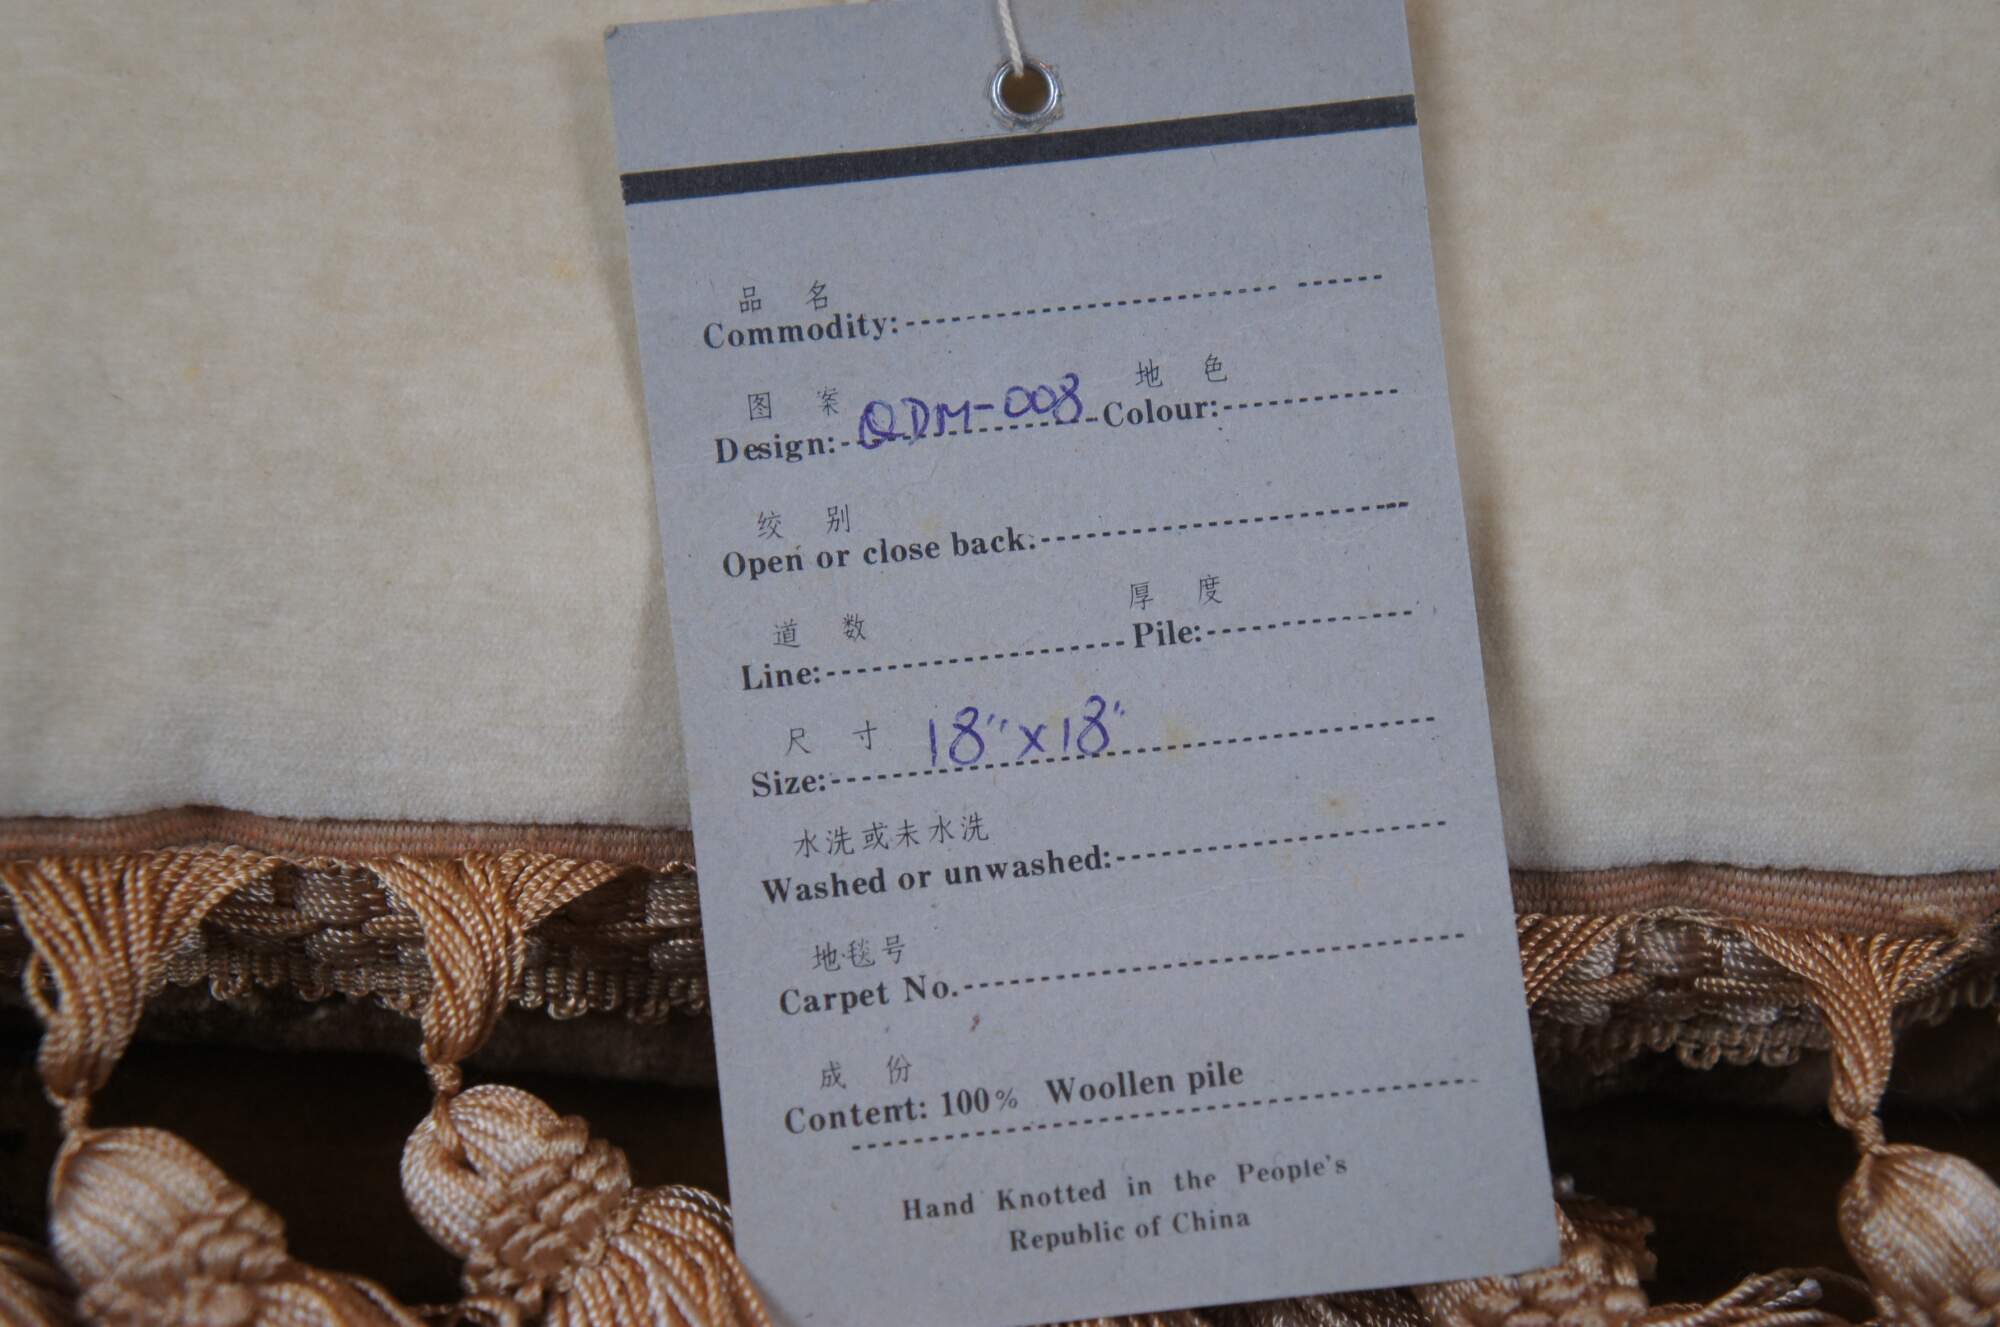 品 名
Commodity:
图 案 地 色
Design: QDM-008 Colour:
绞 别
Open or close back:
道 数 厚 度
Line: Pile:
尺 寸
Size: 18"x18"
水洗或未水洗
Washed or unwashed:
地毯号
Carpet No.
成 份
Content: 100% Woollen pile
Hand Knotted in the People's
Republic of China